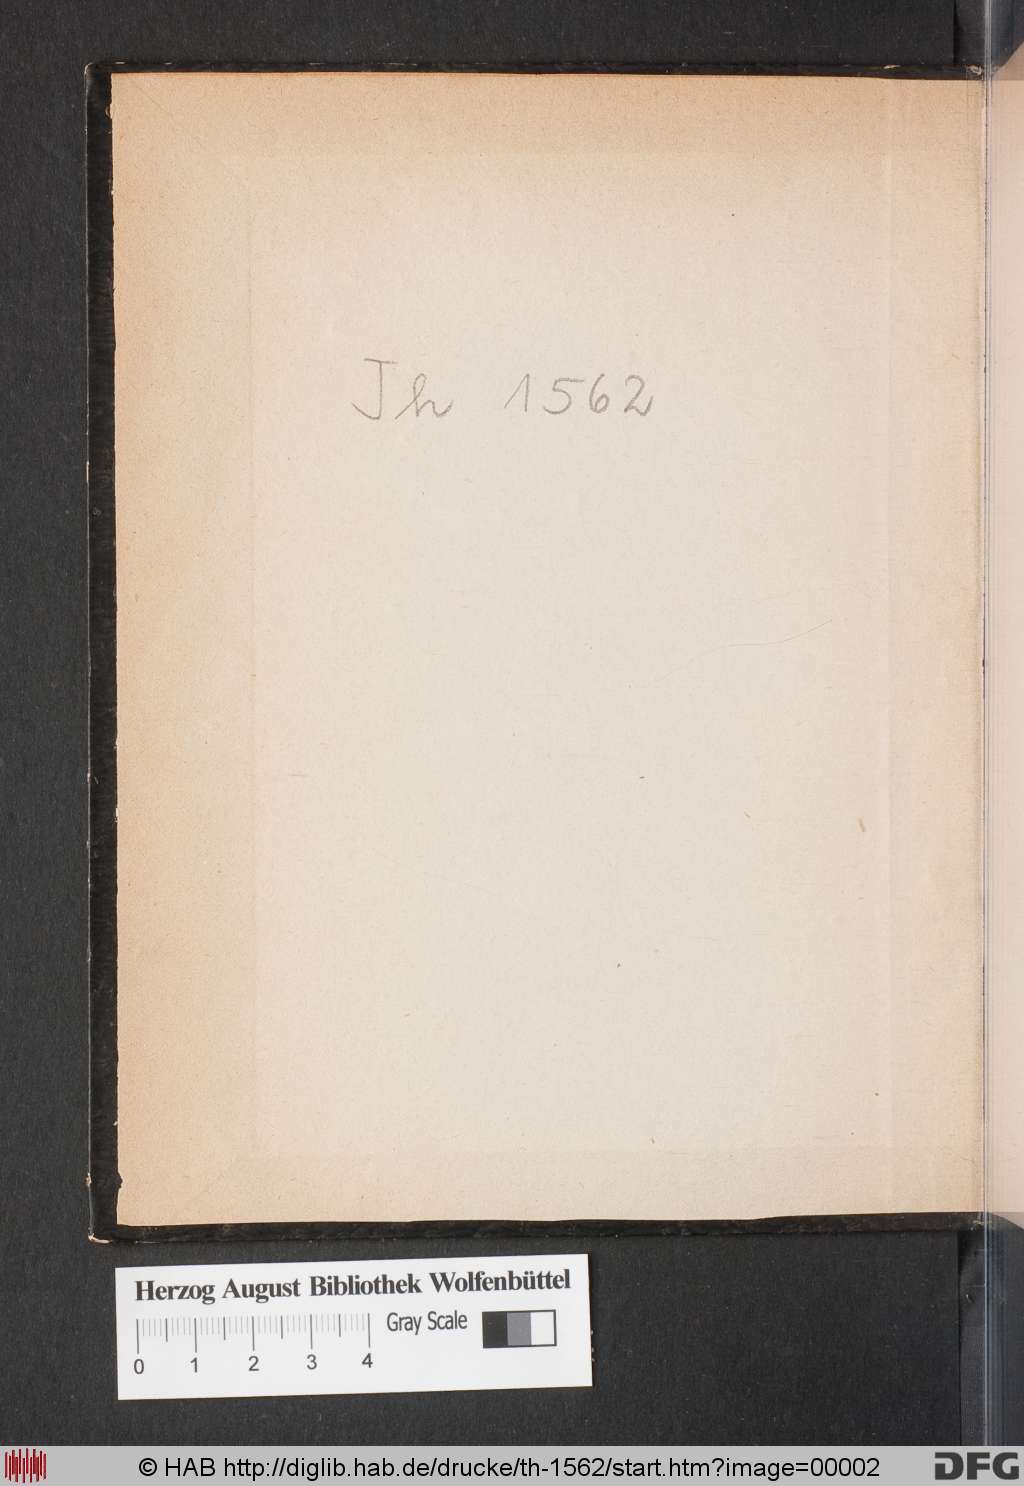 Th 1562
Herzog August Bibliothek Wolfenbüttel
Gray Scale
0 1 2 3 4
© HAB http://diglib.hab.de/drucke/th-1562/start.htm?image=00002
DFG